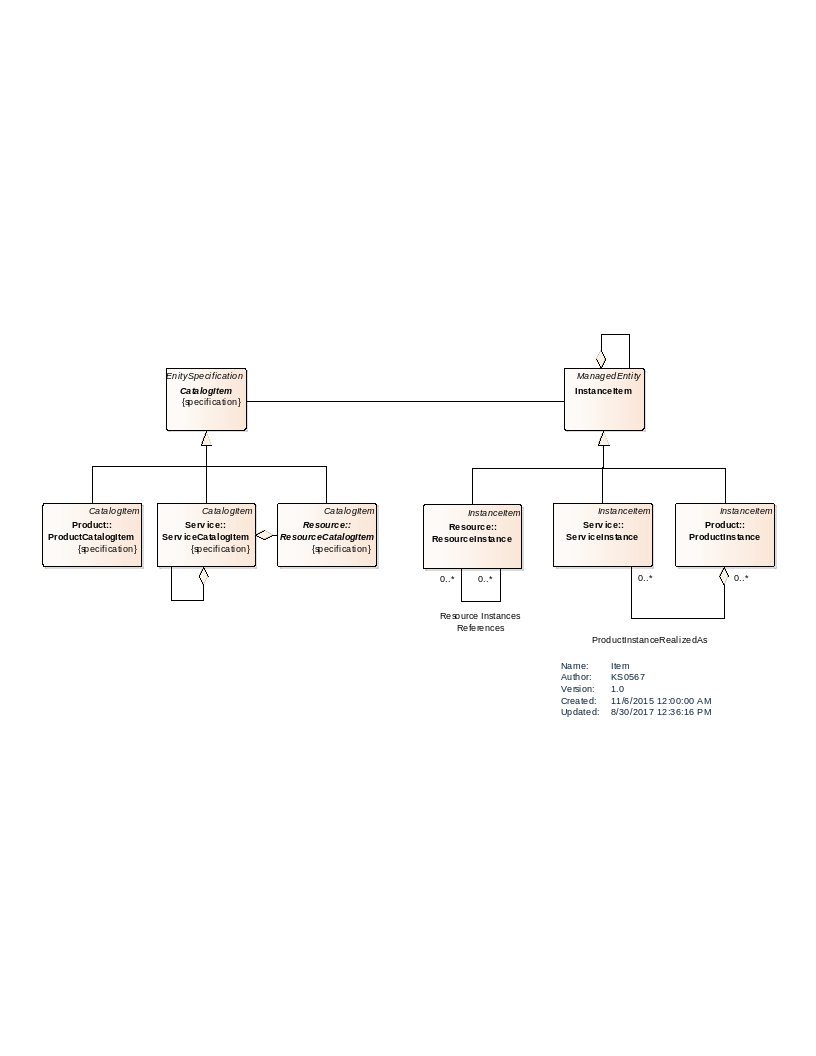 EnitySpecification
CatalogItem
{specification}
ManagedEntity
InstanceItem
CatalogItem
Product::
ProductCatalogItem
{specification}
CatalogItem
Service::
ServiceCatalogItem
{specification}
CatalogItem
Resource::
ResourceCatalogItem
{specification}
InstanceItem
Resource::
ResourceInstance
InstanceItem
Service::
ServiceInstance
InstanceItem
Product::
ProductInstance
0..*
0..*
Resource Instances
References
0..*
0..*
ProductInstanceRealizedAs
Name: Item
Author: KS0567
Version: 1.0
Created: 11/6/2015 12:00:00 AM
Updated: 8/30/2017 12:36:16 PM